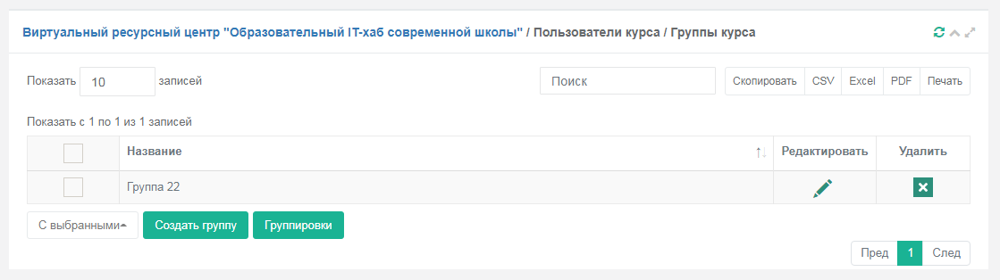 Виртуальный ресурсный центр "Образовательный IT-хаб современной школы" / Пользователи курса / Группы курса
Показать 10 записей Поиск Скопировать CSV Excel PDF Печать
Показать с 1 по 1 из 1 записей
Название Редактировать Удалить
Группа 22
С выбранными Создать группу Группировки
Пред 1 След